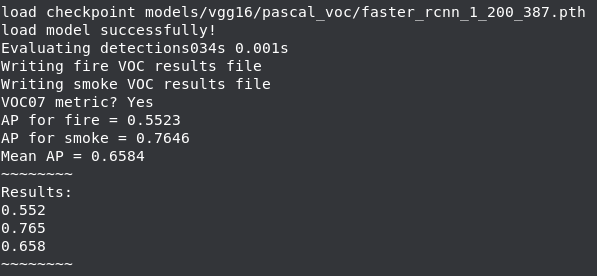 load checkpoint models/vgg16/pascal_voc/faster_rcnn_1_200_387.pth
load model successfully!
Evaluating detections034s 0.001s
Writing fire VOC results file
Writing smoke VOC results file
VOC07 metric? Yes
AP for fire = 0.5523
AP for smoke = 0.7646
Mean AP = 0.6584
~~~~~~~~
Results:
0.552
0.765
0.658
~~~~~~~~